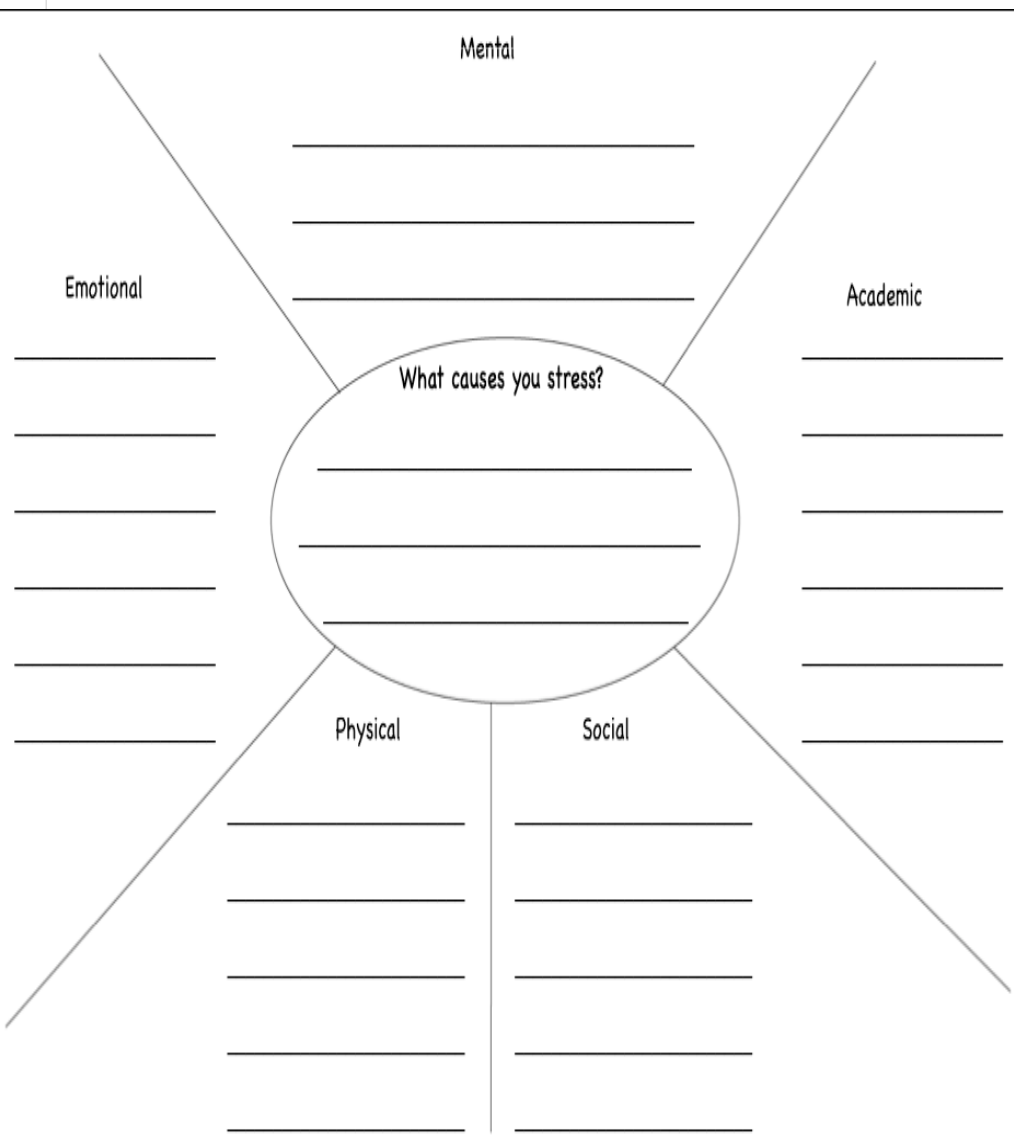 Mental
Emotional
Academic
What causes you stress?
Physical
Social